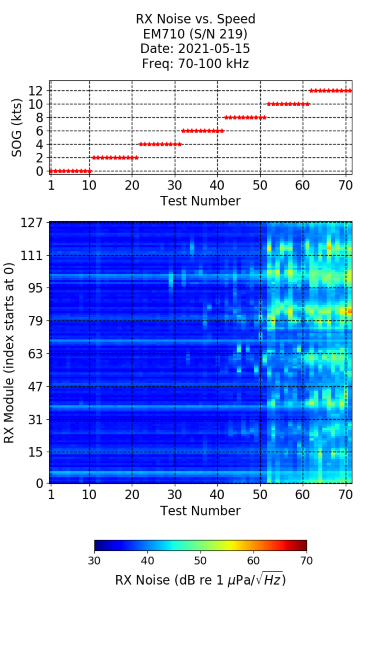 RX Noise vs. Speed
EM710 (S/N 219)
Date: 2021-05-15
Freq: 70-100 kHz
SOG (kts)
12
10
8
6
4
2
0
1 10 20 30 40 50 60 70
Test Number
RX Module (index starts at 0)
127
111
95
79
63
47
31
15
0
1 10 20 30 40 50 60 70
Test Number
30 40 50 60 70
RX Noise (dB re 1 μPa/√Hz)